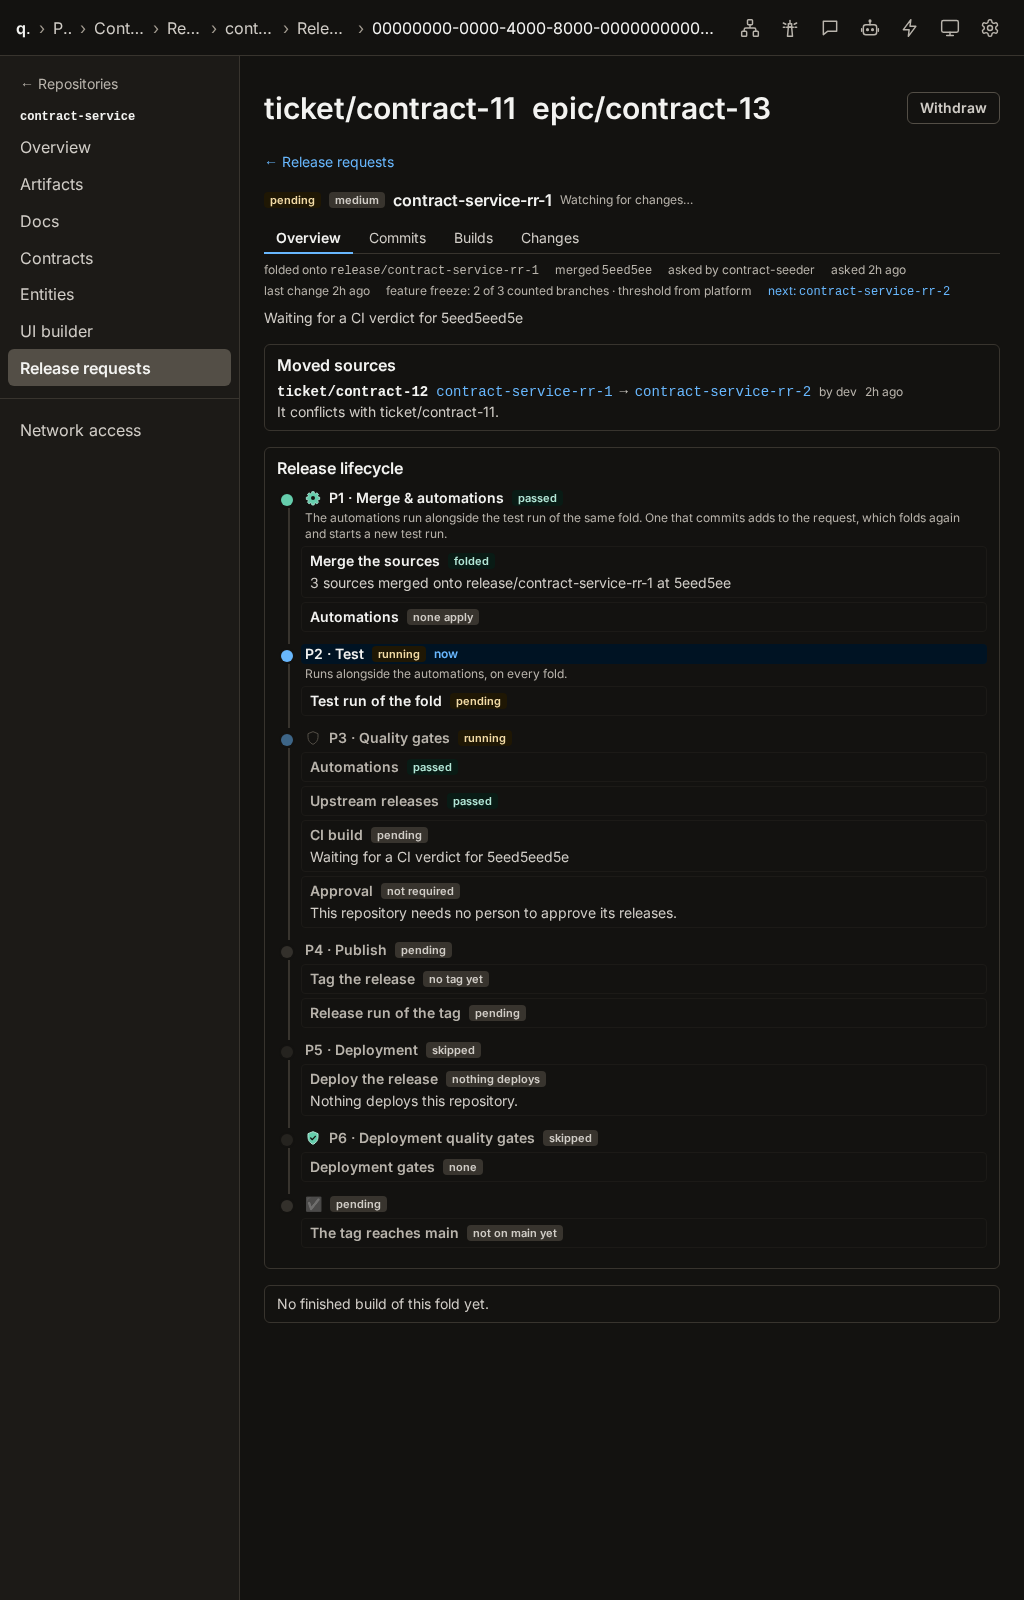 q. › P.. › Cont... › Re... › cont... › Rele... › 00000000-0000-4000-8000-0000000000...
← Repositories
contract-service
Overview
Artifacts
Docs
Contracts
Entities
UI builder
Release requests
Network access
ticket/contract-11 epic/contract-13
Withdraw
← Release requests
pending medium contract-service-rr-1 Watching for changes...
Overview Commits Builds Changes
folded onto release/contract-service-rr-1 merged 5eed5ee asked by contract-seeder asked 2h ago
last change 2h ago feature freeze: 2 of 3 counted branches · threshold from platform next: contract-service-rr-2
Waiting for a CI verdict for 5eed5eed5e
Moved sources
ticket/contract-12 contract-service-rr-1 → contract-service-rr-2 by dev 2h ago
It conflicts with ticket/contract-11.
Release lifecycle
P1 · Merge & automations passed
The automations run alongside the test run of the same fold. One that commits adds to the request, which folds again
and starts a new test run.
Merge the sources folded
3 sources merged onto release/contract-service-rr-1 at 5eed5ee
Automations none apply
P2 · Test running now
Runs alongside the automations, on every fold.
Test run of the fold pending
P3 · Quality gates running
Automations passed
Upstream releases passed
CI build pending
Waiting for a CI verdict for 5eed5eed5e
Approval not required
This repository needs no person to approve its releases.
P4 · Publish pending
Tag the release no tag yet
Release run of the tag pending
P5 · Deployment skipped
Deploy the release nothing deploys
Nothing deploys this repository.
P6 · Deployment quality gates skipped
Deployment gates none
pending
The tag reaches main not on main yet
No finished build of this fold yet.